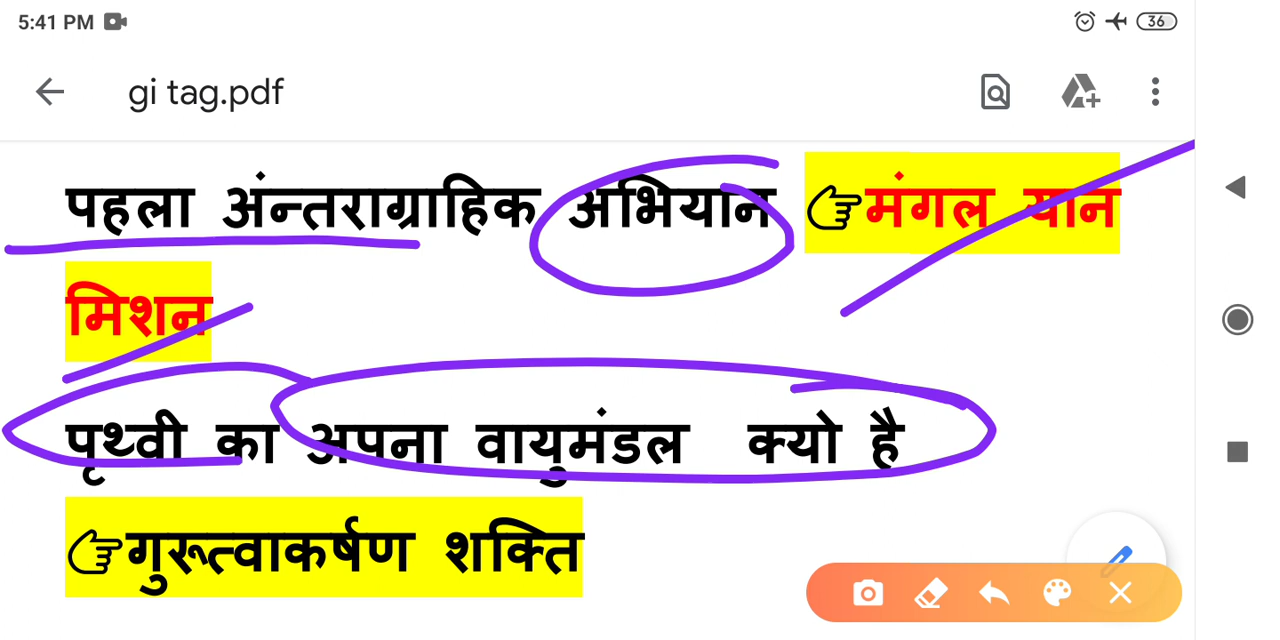 5:41 PM
36
gi tag.pdf
पहला अंन्तराग्राहिक अभियान 👉मंगल यान
मिशन
पृथ्वी का अपना वायुमंडल क्यो है
👉गुरूत्वाकर्षण शक्ति